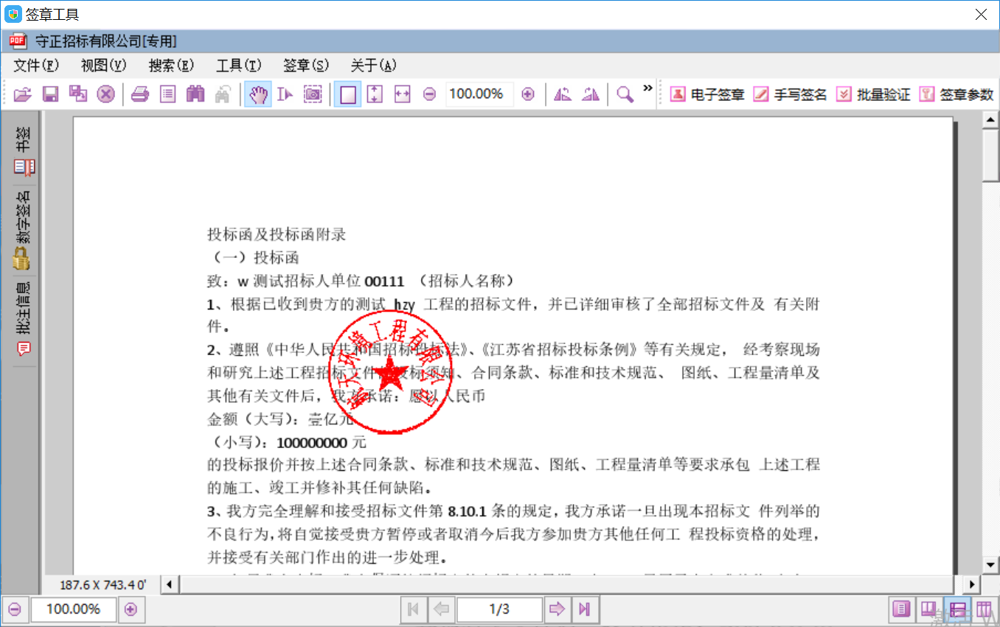 签章工具
守正招标有限公司[专用]
文件(F) 视图(V) 搜索(E) 工具(T) 签章(S) 关于(A)
100.00% » 电子签章 手写签名 批量验证 签章参数
书签
数字签名
批注信息
投标函及投标函附录
（一）投标函
致：w 测试招标人单位 00111 （招标人名称）
1、根据已收到贵方的测试 hzy 工程的招标文件，并已详细审核了全部招标文件及 有关附
件。
2、遵照《中华人民共和国招标投标法》、《江苏省招标投标条例》等有关规定， 经考察现场
和研究上述工程招标文件的投标须知、合同条款、标准和技术规范、 图纸、工程量清单及
其他有关文件后，我方承诺：愿以人民币
金额（大写）：壹亿元
（小写）：100000000 元
的投标报价并按上述合同条款、标准和技术规范、图纸、工程量清单等要求承包 上述工程
的施工、竣工并修补其任何缺陷。
3、我方完全理解和接受招标文件第 8.10.1 条的规定，我方承诺一旦出现本招标文 件列举的
不良行为，将自觉接受贵方暂停或者取消今后我方参加贵方其他任何工 程投标资格的处理，
并接受有关部门作出的进一步处理。
天环境工程有限公司
187.6 X 743.4 0'
100.00% 1/3
激活 W